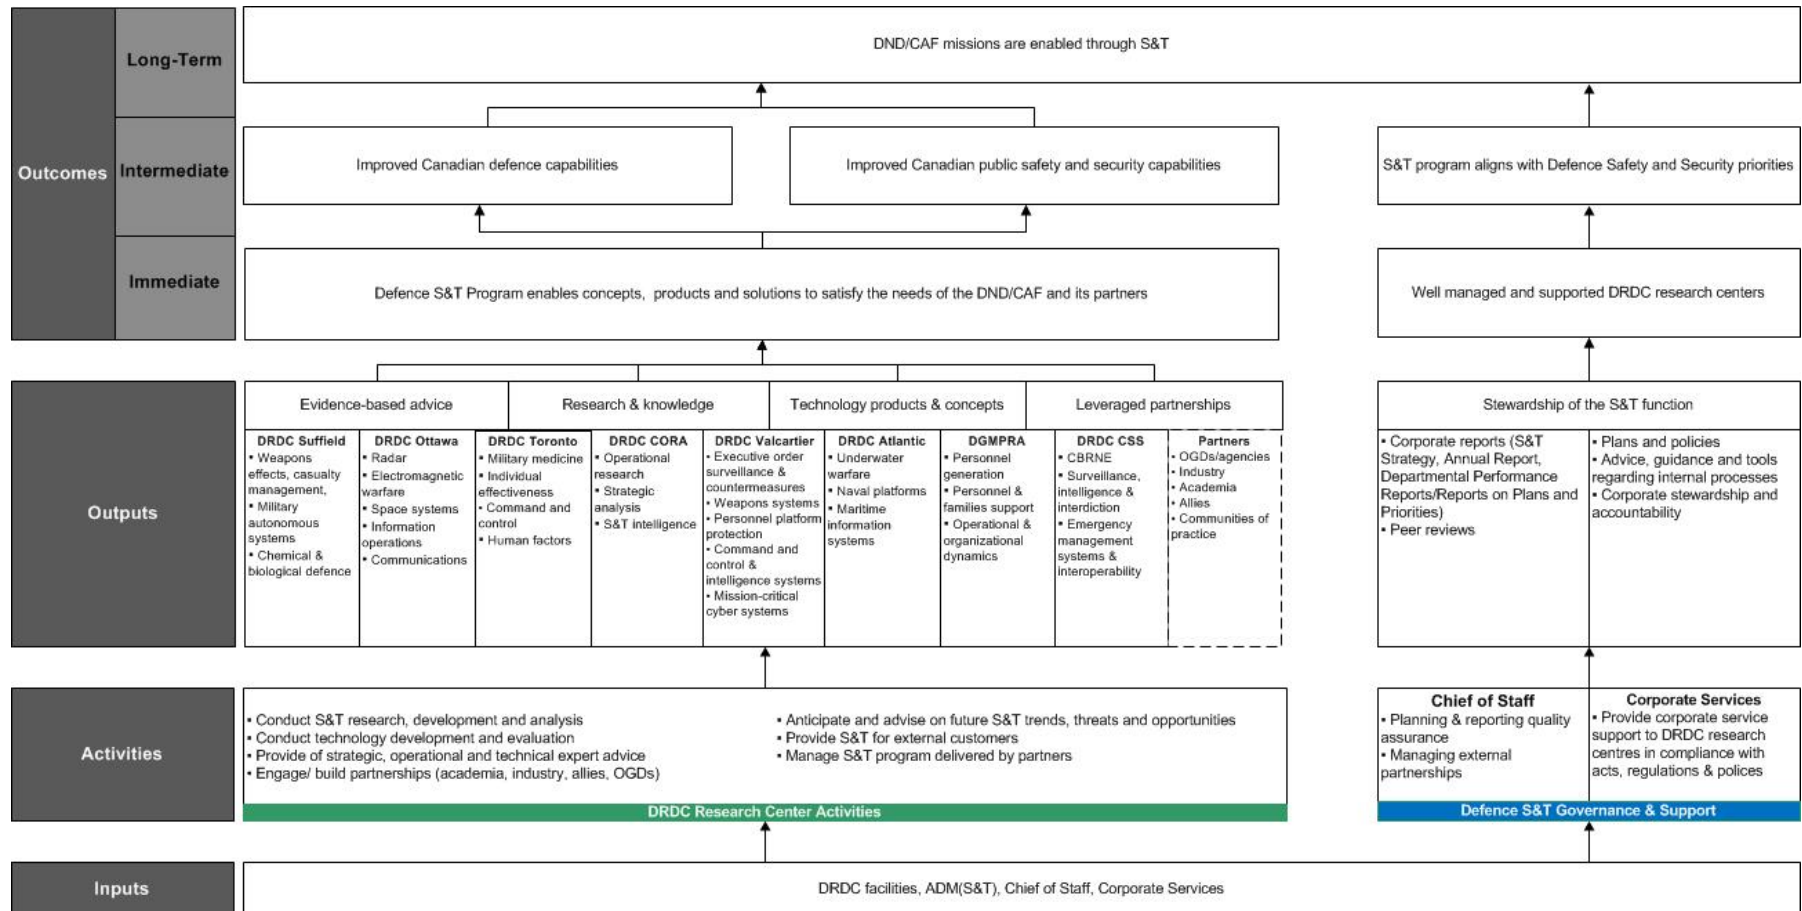 Outcomes
Long-Term
DND/CAF missions are enabled through S&T
Intermediate
Improved Canadian defence capabilities
Improved Canadian public safety and security capabilities
S&T program aligns with Defence Safety and Security priorities
Immediate
Defence S&T Program enables concepts, products and solutions to satisfy the needs of the DND/CAF and its partners
Well managed and supported DRDC research centers
Outputs
Evidence-based advice
Research & knowledge
Technology products & concepts
Leveraged partnerships
DRDC Suffield
▪ Weapons
effects, casualty
management,
▪ Military
autonomous
systems
▪ Chemical &
biological defence
DRDC Ottawa
▪ Radar
▪ Electromagnetic
warfare
▪ Space systems
▪ Information
operations
▪ Communications
DRDC Toronto
▪ Military medicine
▪ Individual
effectiveness
▪ Command and
control
▪ Human factors
DRDC CORA
▪ Operational
research
▪ Strategic
analysis
▪ S&T intelligence
DRDC Valcartier
▪ Executive order
surveillance &
countermeasures
▪ Weapons systems
▪ Personnel platform
protection
▪ Command and
control &
intelligence systems
▪ Mission-critical
cyber systems
DRDC Atlantic
▪ Underwater
warfare
▪ Naval platforms
▪ Maritime
information
systems
DGMPRA
▪ Personnel
generation
▪ Personnel &
families support
▪ Operational &
organizational
dynamics
DRDC CSS
▪ CBRNE
▪ Surveillance,
intelligence &
interdiction
▪ Emergency
management
systems &
interoperability
Partners
▪ OGDs/agencies
▪ Industry
▪ Academia
▪ Allies
▪ Communities of
practice
Stewardship of the S&T function
▪ Corporate reports (S&T
Strategy, Annual Report,
Departmental Performance
Reports/Reports on Plans and
Priorities)
▪ Peer reviews
▪ Plans and policies
▪ Advice, guidance and tools
regarding internal processes
▪ Corporate stewardship and
accountability
Activities
▪ Conduct S&T research, development and analysis
▪ Conduct technology development and evaluation
▪ Provide of strategic, operational and technical expert advice
▪ Engage/ build partnerships (academia, industry, allies, OGDs)
▪ Anticipate and advise on future S&T trends, threats and opportunities
▪ Provide S&T for external customers
▪ Manage S&T program delivered by partners
DRDC Research Center Activities
Chief of Staff
▪ Planning & reporting quality
assurance
▪ Managing external
partnerships
Corporate Services
▪ Provide corporate service
support to DRDC research
centres in compliance with
acts, regulations & polices
Defence S&T Governance & Support
Inputs
DRDC facilities, ADM(S&T), Chief of Staff, Corporate Services